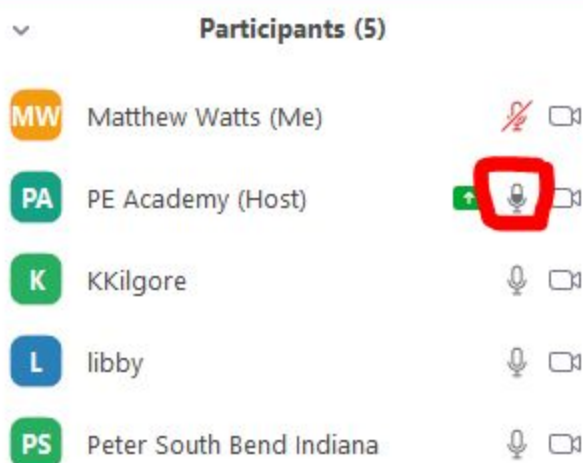 Participants (5)
MW Matthew Watts (Me)
PA PE Academy (Host)
K KKilgore
L libby
PS Peter South Bend Indiana